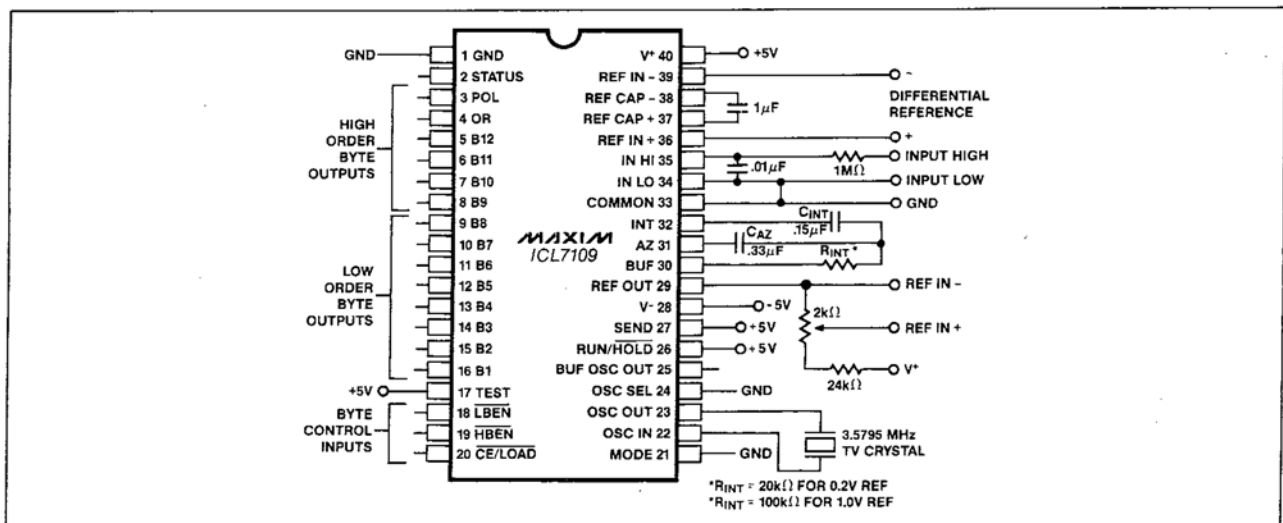 GND
1 GND
2 STATUS
3 POL
4 OR
5 B12
6 B11
7 B10
8 B9
9 B8
10 B7
11 B6
12 B5
13 B4
14 B3
15 B2
16 B1
+5V
17 TEST
18 LBEN
19 HBEN
20 CE/LOAD
HIGH
ORDER
BYTE
OUTPUTS
LOW
ORDER
BYTE
OUTPUTS
BYTE
CONTROL
INPUTS
MAXIM
ICL7109
V+ 40
REF IN - 39
REF CAP - 38
REF CAP + 37
REF IN + 36
IN HI 35
IN LO 34
COMMON 33
INT 32
AZ 31
BUF 30
REF OUT 29
V- 28
SEND 27
RUN/HOLD 26
BUF OSC OUT 25
OSC SEL 24
OSC OUT 23
OSC IN 22
MODE 21
+5V
-
DIFFERENTIAL
REFERENCE
1μF
+
INPUT HIGH
.01μF
1MΩ
INPUT LOW
GND
CINT
.15μF
CAZ
.33μF
RINT*
REF IN -
-5V
2kΩ
+5V
REF IN +
+5V
V+
24kΩ
GND
3.5795 MHz
TV CRYSTAL
GND
*RINT = 20kΩ FOR 0.2V REF
*RINT = 100kΩ FOR 1.0V REF